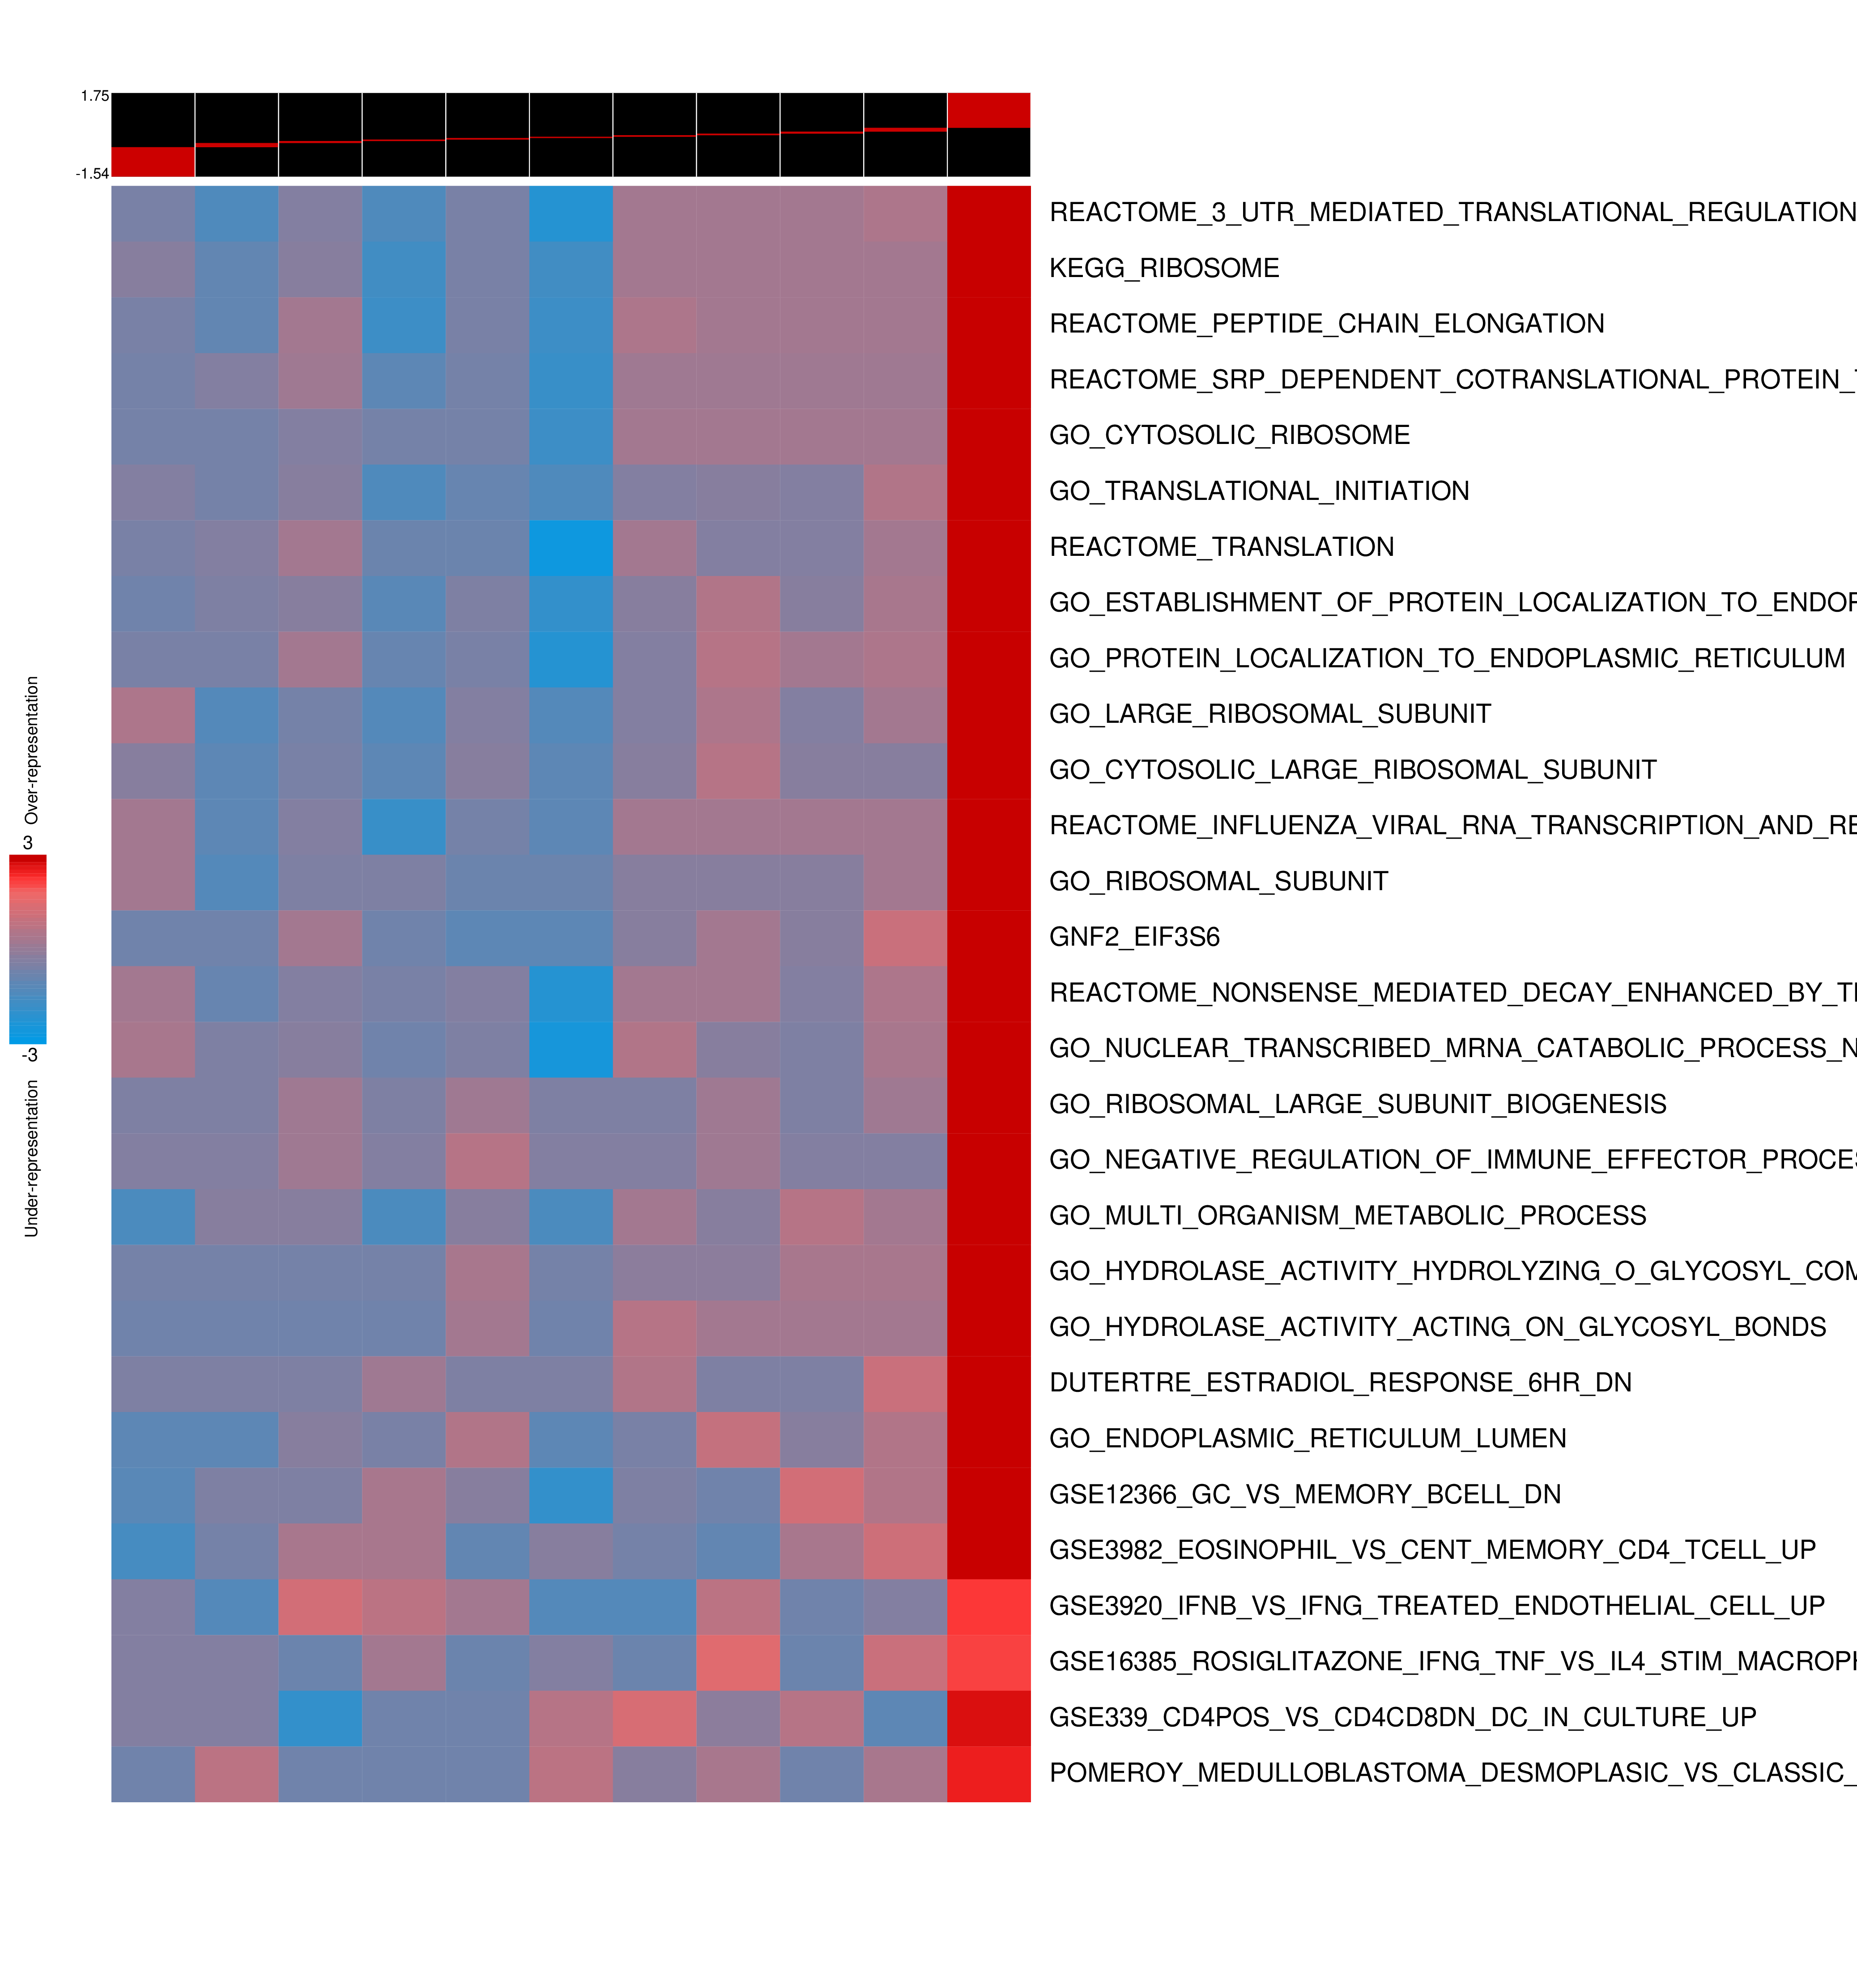 1.75
-1.54
REACTOME_3_UTR_MEDIATED_TRANSLATIONAL_REGULATION
KEGG_RIBOSOME
REACTOME_PEPTIDE_CHAIN_ELONGATION
REACTOME_SRP_DEPENDENT_COTRANSLATIONAL_PROTEIN_
GO_CYTOSOLIC_RIBOSOME
GO_TRANSLATIONAL_INITIATION
REACTOME_TRANSLATION
GO_ESTABLISHMENT_OF_PROTEIN_LOCALIZATION_TO_ENDOP
GO_PROTEIN_LOCALIZATION_TO_ENDOPLASMIC_RETICULUM
GO_LARGE_RIBOSOMAL_SUBUNIT
GO_CYTOSOLIC_LARGE_RIBOSOMAL_SUBUNIT
REACTOME_INFLUENZA_VIRAL_RNA_TRANSCRIPTION_AND_RE
GO_RIBOSOMAL_SUBUNIT
GNF2_EIF3S6
REACTOME_NONSENSE_MEDIATED_DECAY_ENHANCED_BY_T
GO_NUCLEAR_TRANSCRIBED_MRNA_CATABOLIC_PROCESS_N
GO_RIBOSOMAL_LARGE_SUBUNIT_BIOGENESIS
GO_NEGATIVE_REGULATION_OF_IMMUNE_EFFECTOR_PROCES
GO_MULTI_ORGANISM_METABOLIC_PROCESS
GO_HYDROLASE_ACTIVITY_HYDROLYZING_O_GLYCOSYL_COM
GO_HYDROLASE_ACTIVITY_ACTING_ON_GLYCOSYL_BONDS
DUTERTRE_ESTRADIOL_RESPONSE_6HR_DN
GO_ENDOPLASMIC_RETICULUM_LUMEN
GSE12366_GC_VS_MEMORY_BCELL_DN
GSE3982_EOSINOPHIL_VS_CENT_MEMORY_CD4_TCELL_UP
GSE3920_IFNB_VS_IFNG_TREATED_ENDOTHELIAL_CELL_UP
GSE16385_ROSIGLITAZONE_IFNG_TNF_VS_IL4_STIM_MACROPH
GSE339_CD4POS_VS_CD4CD8DN_DC_IN_CULTURE_UP
POMEROY_MEDULLOBLASTOMA_DESMOPLASIC_VS_CLASSIC_
Over-representation
3
-3
Under-representation